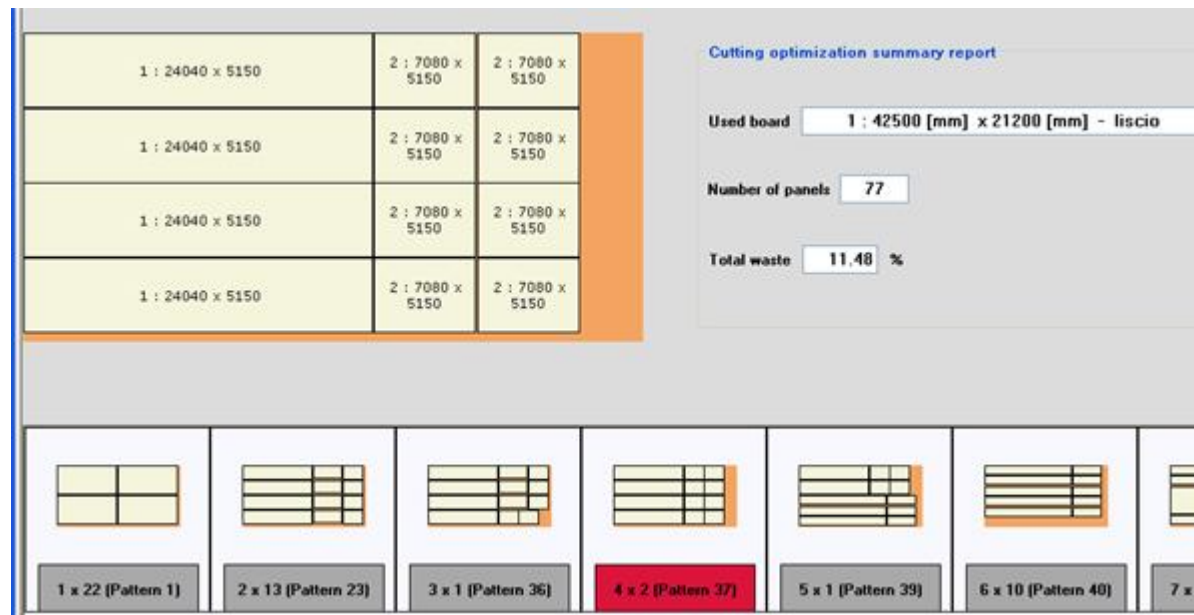 1 : 24040 x 5150
2 : 7080 x
5150
2 : 7080 x
5150
1 : 24040 x 5150
2 : 7080 x
5150
2 : 7080 x
5150
1 : 24040 x 5150
2 : 7080 x
5150
2 : 7080 x
5150
1 : 24040 x 5150
2 : 7080 x
5150
2 : 7080 x
5150
Cutting optimization summary report
Used board 1 : 42500 [mm] x 21200 [mm] - liscio
Number of panels 77
Total waste 11.48 %
1 x 22 (Pattern 1)
2 x 13 (Pattern 23)
3 x 1 (Pattern 36)
4 x 2 (Pattern 37)
5 x 1 (Pattern 39)
6 x 10 (Pattern 40)
7 x